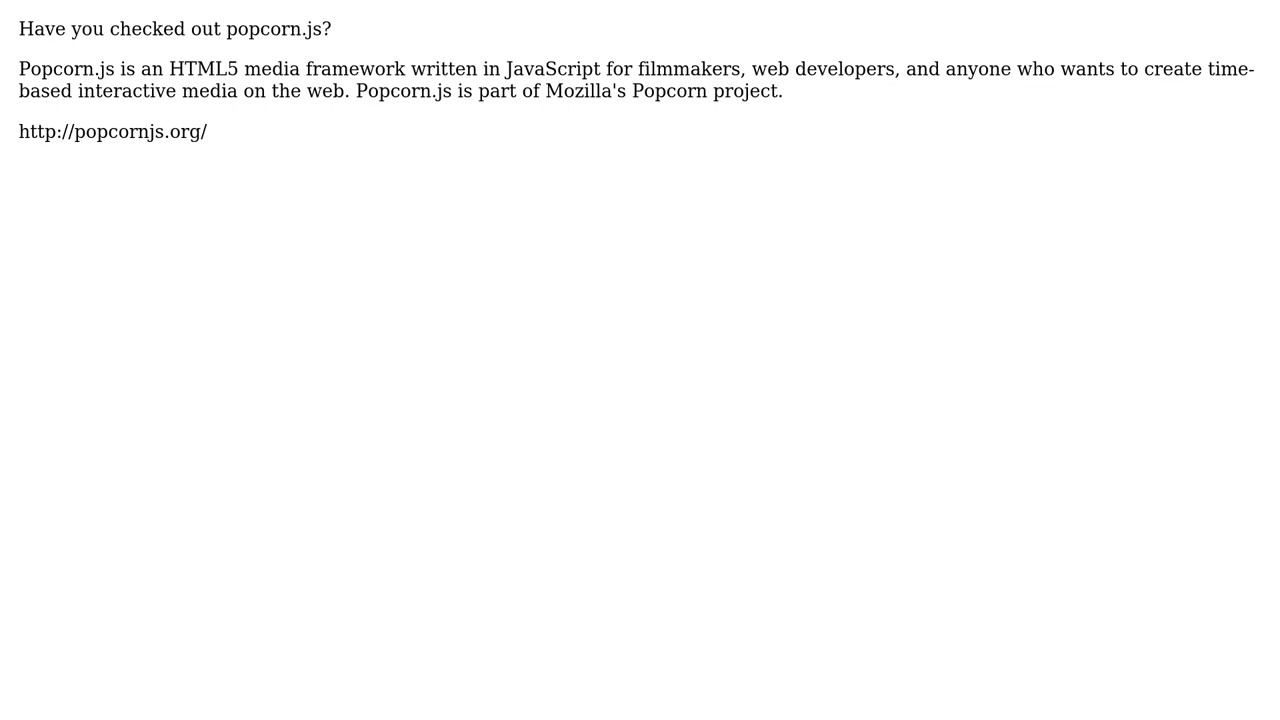 Have you checked out popcorn.js?
Popcorn.js is an HTML5 media framework written in JavaScript for filmmakers, web developers, and anyone who wants to create time-
based interactive media on the web. Popcorn.js is part of Mozilla's Popcorn project.
http://popcornjs.org/